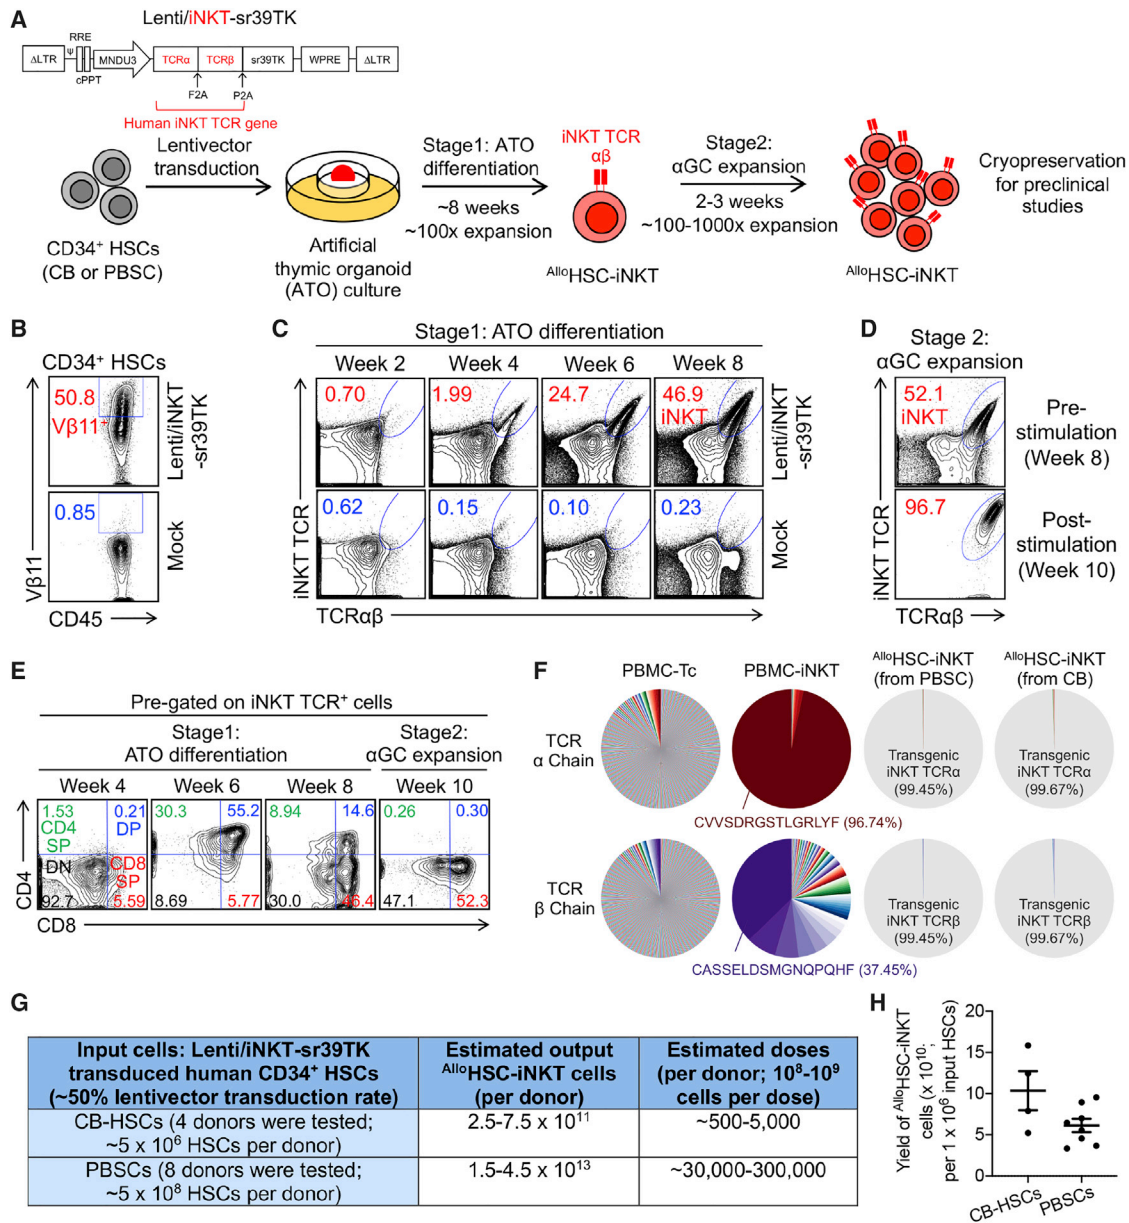 A
Lenti/iNKT-sr39TK
RRE
ΔLTR
Ψ
MNDU3
TCRα
TCRβ
sr39TK
WPRE
ΔLTR
cPPT
F2A
P2A
Human iNKT TCR gene
Lentivector
transduction
CD34⁺ HSCs
(CB or PBSC)
Artificial
thymic organoid
(ATO) culture
Stage1: ATO
differentiation
~8 weeks
~100x expansion
iNKT TCR
αβ
ᴬˡˡᵒHSC-iNKT
Stage2:
αGC expansion
2-3 weeks
~100-1000x expansion
ᴬˡˡᵒHSC-iNKT
Cryopreservation
for preclinical
studies
B
CD34⁺ HSCs
50.8
Vβ11⁺
Lenti/iNKT
-sr39TK
0.85
Mock
Vβ11
CD45
C
Stage1: ATO differentiation
Week 2
Week 4
Week 6
Week 8
0.70
1.99
24.7
46.9
iNKT
Lenti/iNKT
-sr39TK
0.62
0.15
0.10
0.23
Mock
iNKT TCR
TCRαβ
D
Stage 2:
αGC expansion
52.1
iNKT
Pre-
stimulation
(Week 8)
96.7
Post-
stimulation
(Week 10)
iNKT TCR
TCRαβ
E
Pre-gated on iNKT TCR⁺ cells
Stage1:
ATO differentiation
Stage2:
αGC expansion
Week 4
Week 6
Week 8
Week 10
1.53
CD4
SP
0.21
DP
DN
CD8
SP
92.7
5.59
30.3
55.2
8.69
5.77
8.94
14.6
30.0
46.4
0.26
0.30
47.1
52.3
CD4
CD8
F
PBMC-Tc
PBMC-iNKT
ᴬˡˡᵒHSC-iNKT
(from PBSC)
ᴬˡˡᵒHSC-iNKT
(from CB)
TCR
α Chain
Transgenic
iNKT TCRα
(99.45%)
Transgenic
iNKT TCRα
(99.67%)
CVVSDRGSTLGRLYF (96.74%)
TCR
β Chain
Transgenic
iNKT TCRβ
(99.45%)
Transgenic
iNKT TCRβ
(99.67%)
CASSELDSMGNQPQHF (37.45%)
G
Input cells: Lenti/iNKT-sr39TK
transduced human CD34⁺ HSCs
(~50% lentivector transduction rate)
Estimated output
ᴬˡˡᵒHSC-iNKT cells
(per donor)
Estimated doses
(per donor; 10⁸-10⁹
cells per dose)
CB-HSCs (4 donors were tested;
~5 x 10⁶ HSCs per donor)
2.5-7.5 x 10¹¹
~500-5,000
PBSCs (8 donors were tested;
~5 x 10⁸ HSCs per donor)
1.5-4.5 x 10¹³
~30,000-300,000
H
Yield of ᴬˡˡᵒHSC-iNKT
cells (x 10¹⁰;
per 1 x 10⁶ input HSCs)
20
15
10
5
0
CB-HSCs
PBSCs